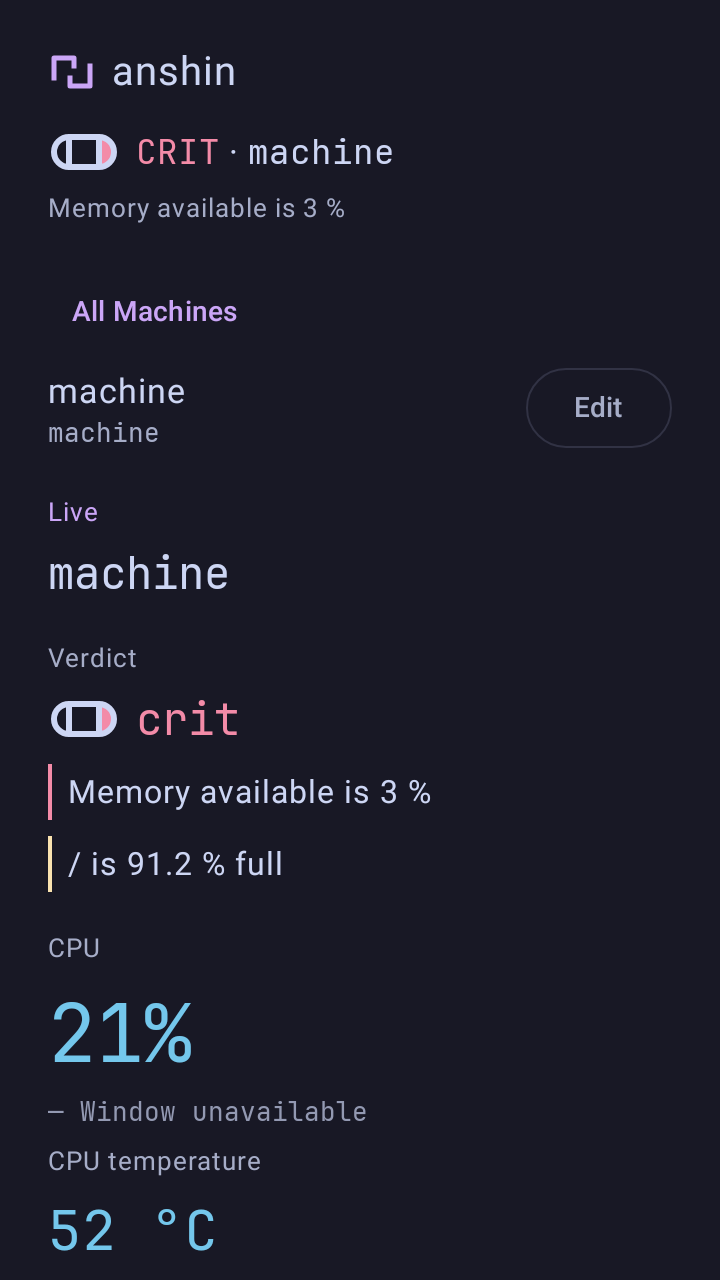 anshin
CRIT · machine
Memory available is 3 %
All Machines
machine
machine
Edit
Live
machine
Verdict
crit
Memory available is 3 %
/ is 91.2 % full
CPU
21%
— Window unavailable
CPU temperature
52 °C